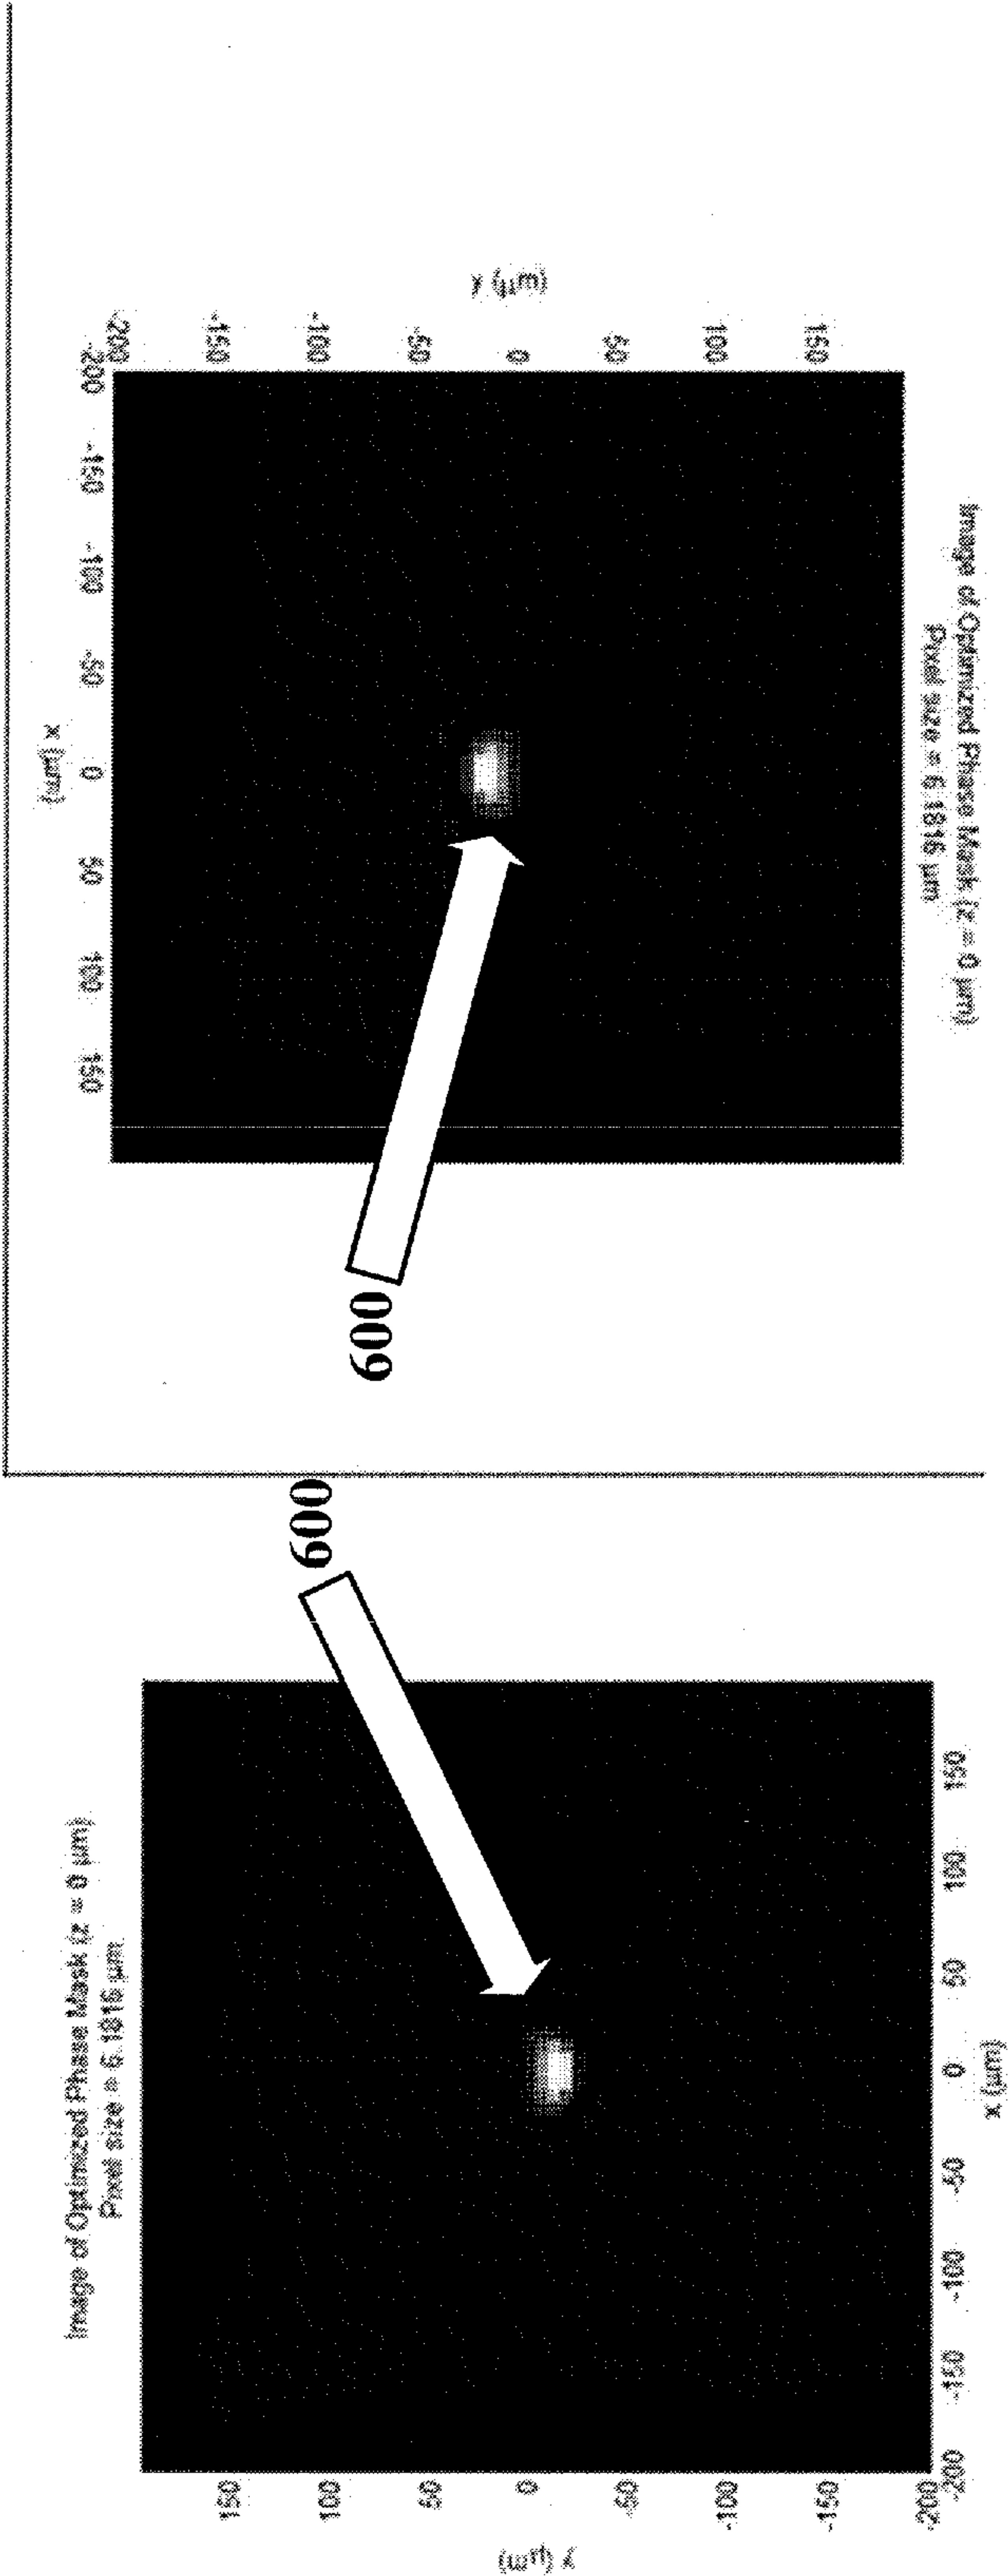 Image of Optimized Phase Mask (z = 0 μm)
Pixel size = 6.1816 μm
600
y (μm)
150
100
50
0
-50
-100
-150
-200
-200 -150 -100 -50 0 50 100 150
x (μm)
Image of Optimized Phase Mask (z = 0 μm)
Pixel size = 6.1816 μm
600
y (μm)
150
100
50
0
-50
-100
-150
-200
-200 -150 -100 -50 0 50 100 150
x (μm)